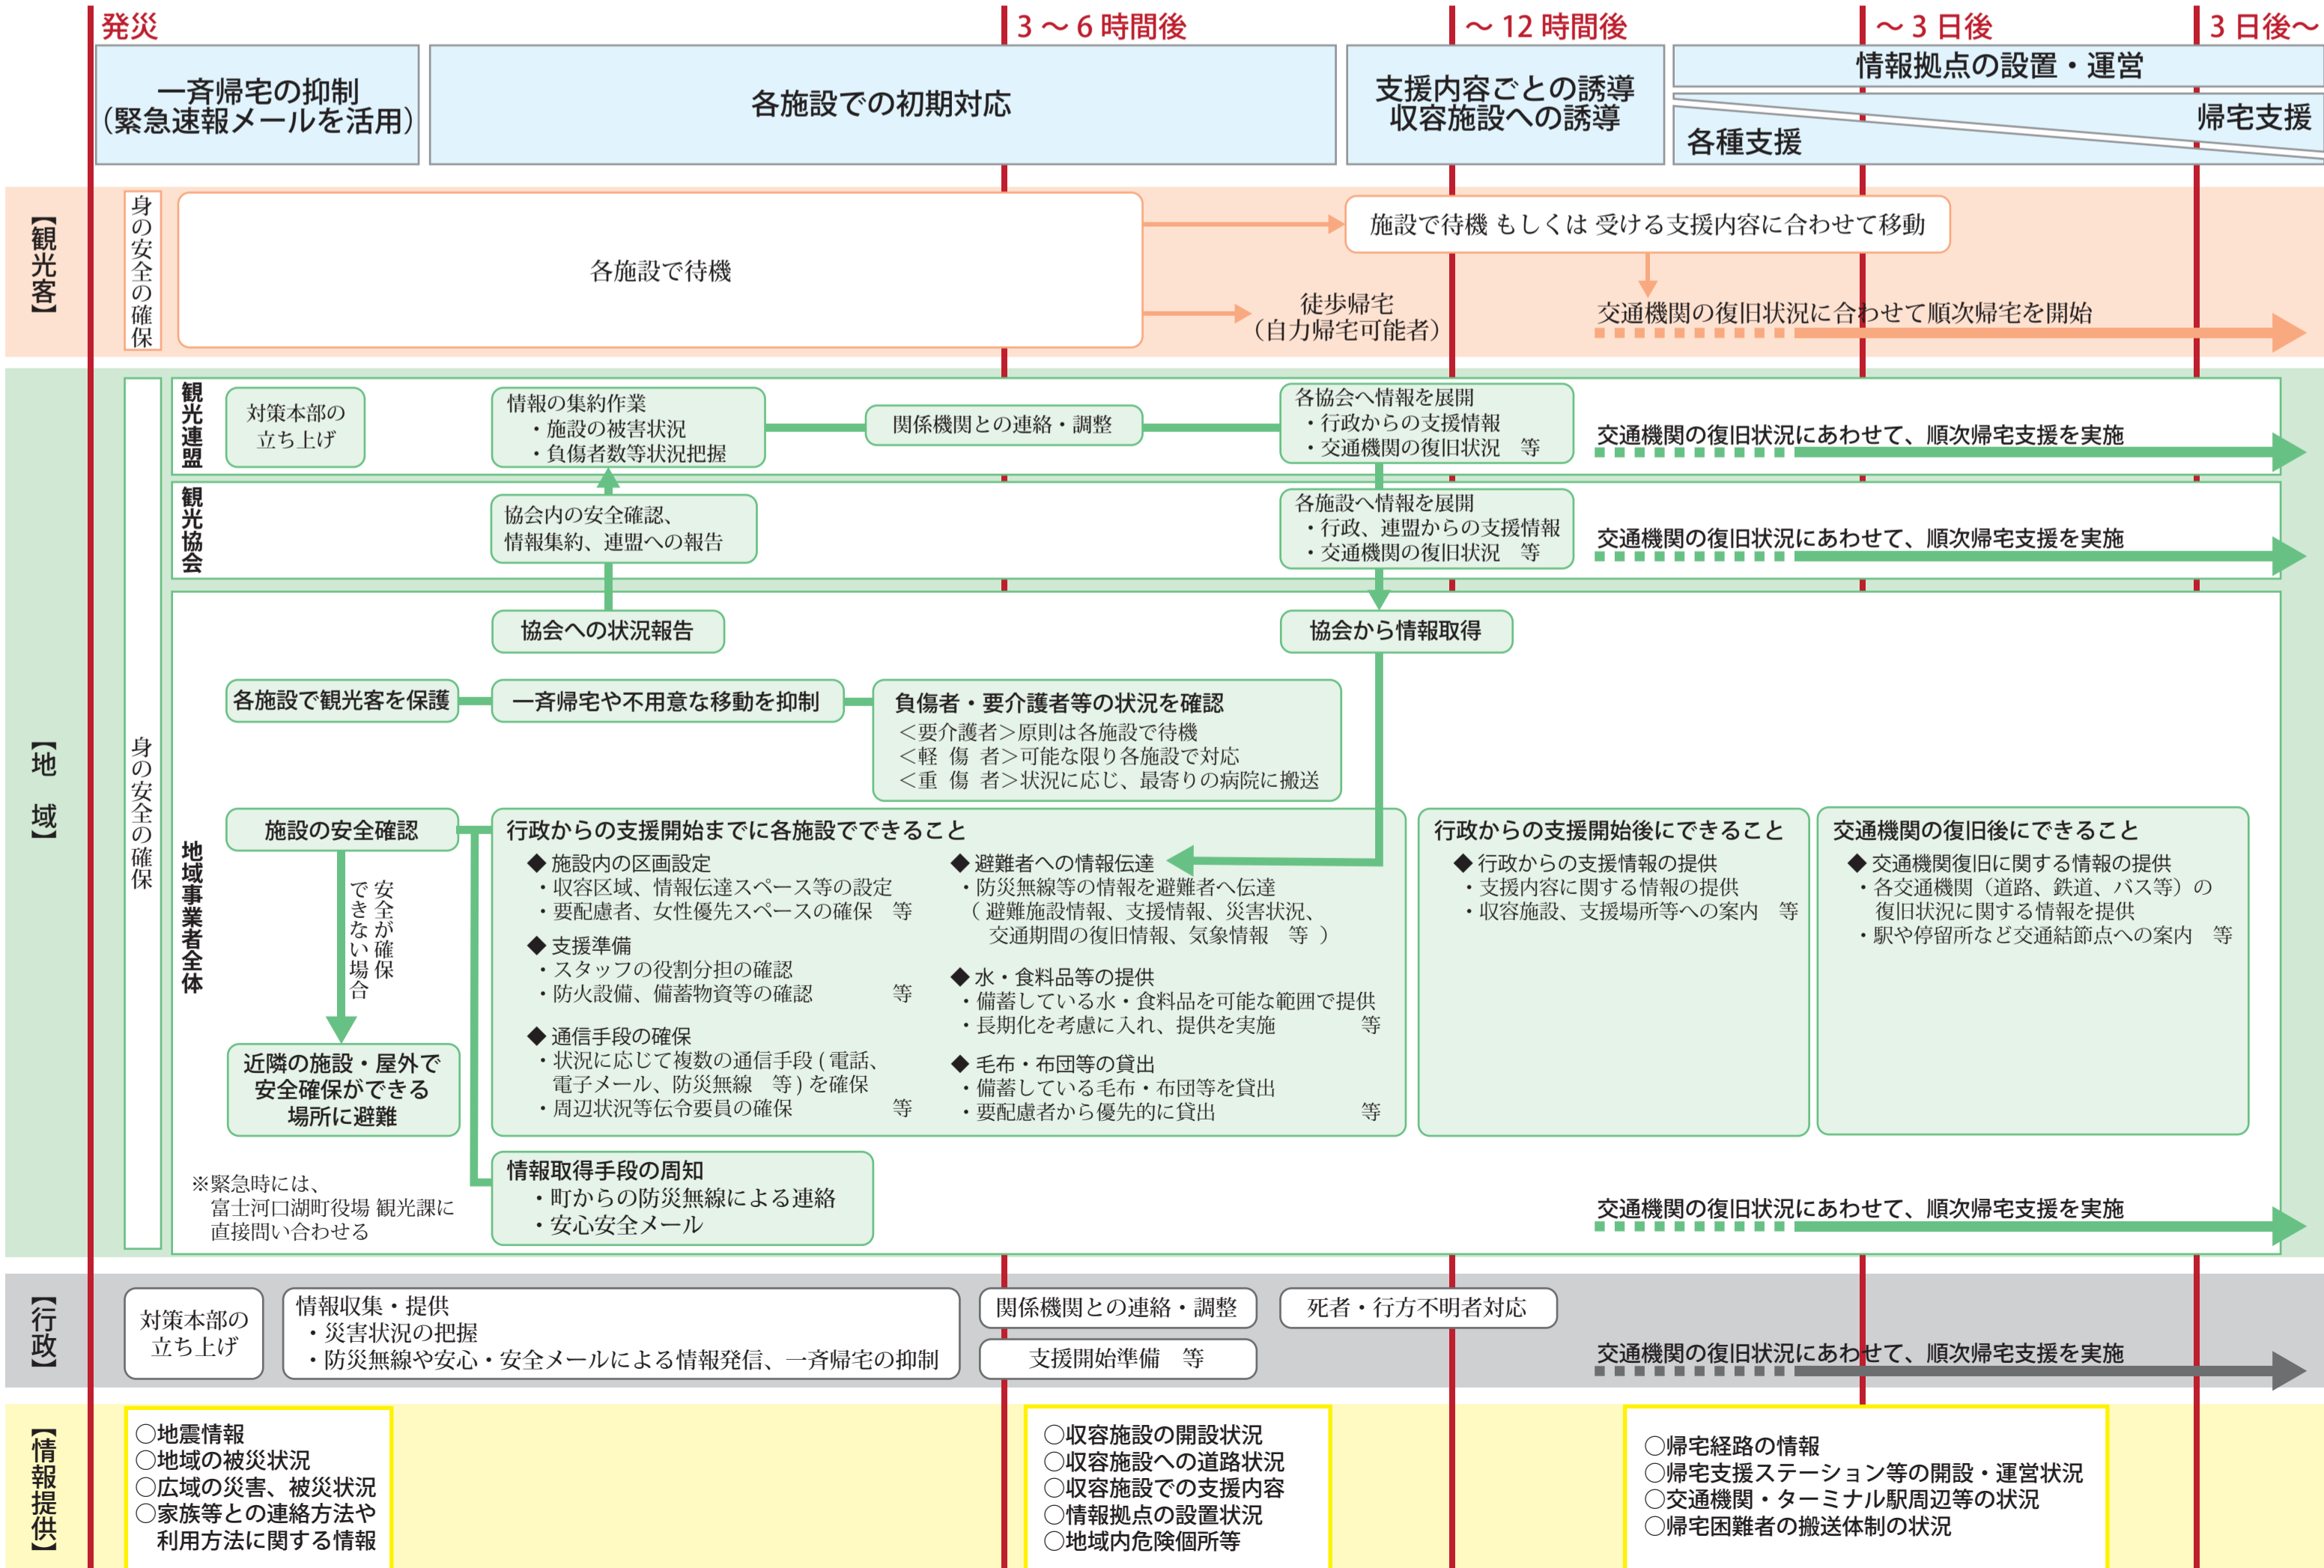 発災
3 ～ 6 時間後
～ 12 時間後
～ 3 日後
3 日後～
一斉帰宅の抑制
（緊急速報メールを活用）
各施設での初期対応
支援内容ごとの誘導
収容施設への誘導
情報拠点の設置・運営
帰宅支援
各種支援
【観光客】
身の安全の確保
各施設で待機
施設で待機 もしくは 受ける支援内容に合わせて移動
徒歩帰宅
（自力帰宅可能者）
交通機関の復旧状況に合わせて順次帰宅を開始
【地　域】
身の安全の確保
観光連盟
対策本部の
立ち上げ
情報の集約作業
・施設の被害状況
・負傷者数等状況把握
関係機関との連絡・調整
各協会へ情報を展開
・行政からの支援情報
・交通機関の復旧状況　等
交通機関の復旧状況にあわせて、順次帰宅支援を実施
観光協会
協会内の安全確認、
情報集約、連盟への報告
各施設へ情報を展開
・行政、連盟からの支援情報
・交通機関の復旧状況　等
交通機関の復旧状況にあわせて、順次帰宅支援を実施
地域事業者全体
協会への状況報告
協会から情報取得
各施設で観光客を保護
一斉帰宅や不用意な移動を抑制
負傷者・要介護者等の状況を確認
＜要介護者＞原則は各施設で待機
＜軽 傷 者＞可能な限り各施設で対応
＜重 傷 者＞状況に応じ、最寄りの病院に搬送
施設の安全確認
安全が確保
できない場合
近隣の施設・屋外で
安全確保ができる
場所に避難
行政からの支援開始までに各施設でできること
◆ 施設内の区画設定
・収容区域、情報伝達スペース等の設定
・要配慮者、女性優先スペースの確保　等
◆ 支援準備
・スタッフの役割分担の確認
・防火設備、備蓄物資等の確認　等
◆ 通信手段の確保
・状況に応じて複数の通信手段 ( 電話、
電子メール、防災無線　等 ) を確保
・周辺状況等伝令要員の確保　等
◆ 避難者への情報伝達
・防災無線等の情報を避難者へ伝達
（ 避難施設情報、支援情報、災害状況、
交通期間の復旧情報、気象情報　等 ）
◆ 水・食料品等の提供
・備蓄している水・食料品を可能な範囲で提供
・長期化を考慮に入れ、提供を実施　等
◆ 毛布・布団等の貸出
・備蓄している毛布・布団等を貸出
・要配慮者から優先的に貸出　等
行政からの支援開始後にできること
◆ 行政からの支援情報の提供
・支援内容に関する情報の提供
・収容施設、支援場所等への案内　等
交通機関の復旧後にできること
◆ 交通機関復旧に関する情報の提供
・各交通機関（道路、鉄道、バス等）の
復旧状況に関する情報を提供
・駅や停留所など交通結節点への案内　等
※緊急時には、
富士河口湖町役場 観光課に
直接問い合わせる
情報取得手段の周知
・町からの防災無線による連絡
・安心安全メール
交通機関の復旧状況にあわせて、順次帰宅支援を実施
【行政】
対策本部の
立ち上げ
情報収集・提供
・災害状況の把握
・防災無線や安心・安全メールによる情報発信、一斉帰宅の抑制
関係機関との連絡・調整
支援開始準備　等
死者・行方不明者対応
交通機関の復旧状況にあわせて、順次帰宅支援を実施
【情報提供】
○地震情報
○地域の被災状況
○広域の災害、被災状況
○家族等との連絡方法や
利用方法に関する情報
○収容施設の開設状況
○収容施設への道路状況
○収容施設での支援内容
○情報拠点の設置状況
○地域内危険個所等
○帰宅経路の情報
○帰宅支援ステーション等の開設・運営状況
○交通機関・ターミナル駅周辺等の状況
○帰宅困難者の搬送体制の状況